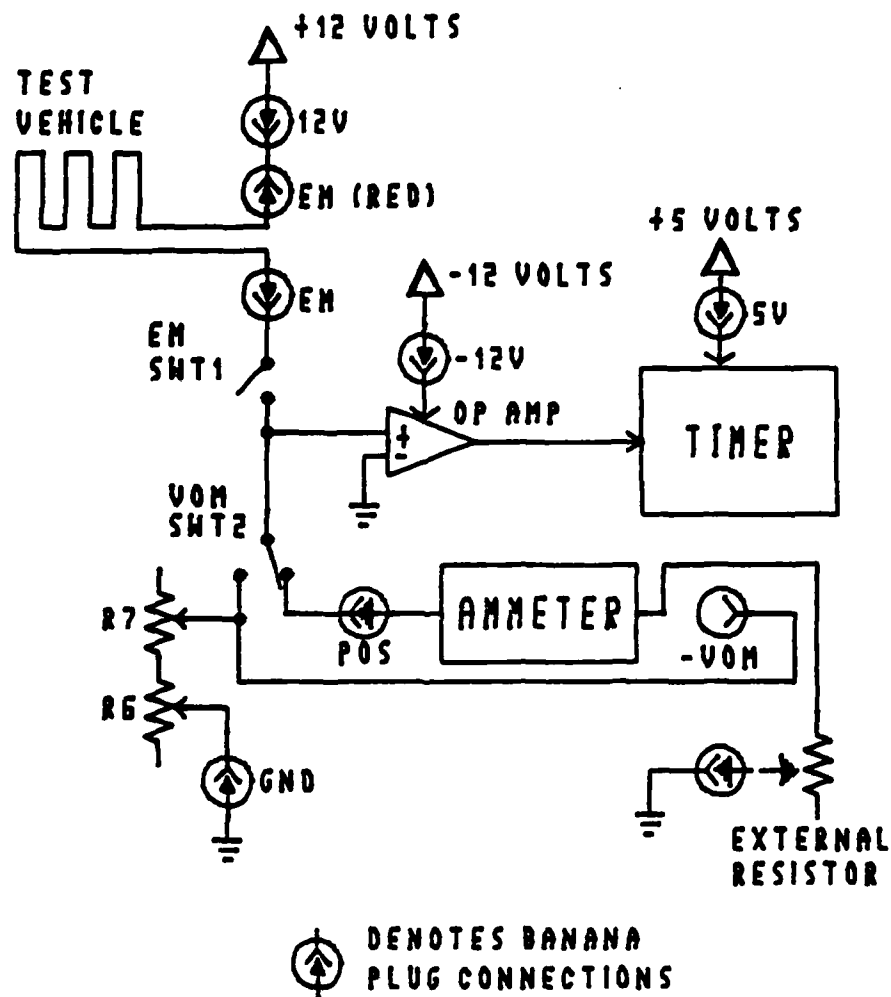 +12 VOLTS
TEST
VEHICLE
12V
EM (RED)
+5 VOLTS
EM
-12 VOLTS
5V
EM
SWT1
-12V
OP AMP
+
-
TIMER
VOM
SWT2
R7
AMMETER
POS
-VOM
R6
GND
EXTERNAL
RESISTOR
DENOTES BANANA
PLUG CONNECTIONS